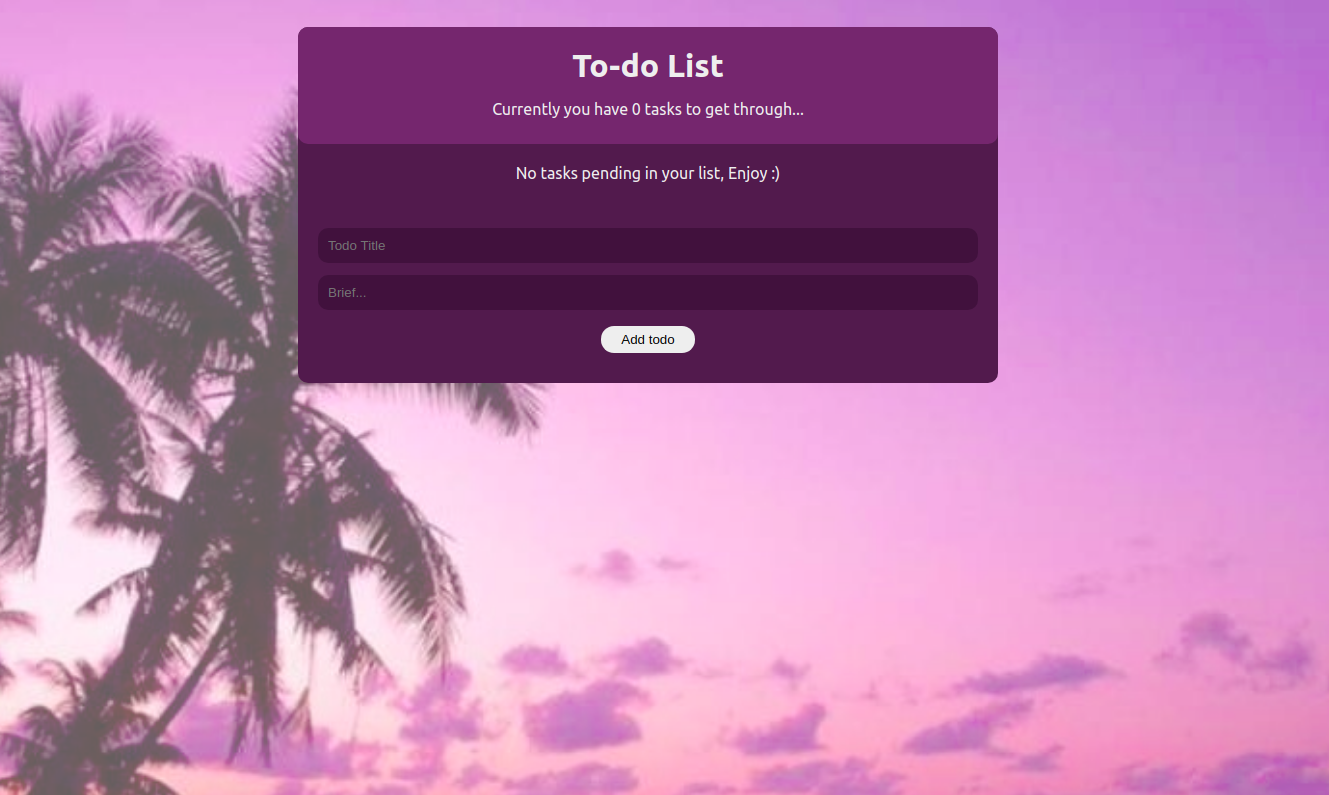 To-do List
Currently you have 0 tasks to get through...
No tasks pending in your list, Enjoy :)
Todo Title
Brief...
Add todo